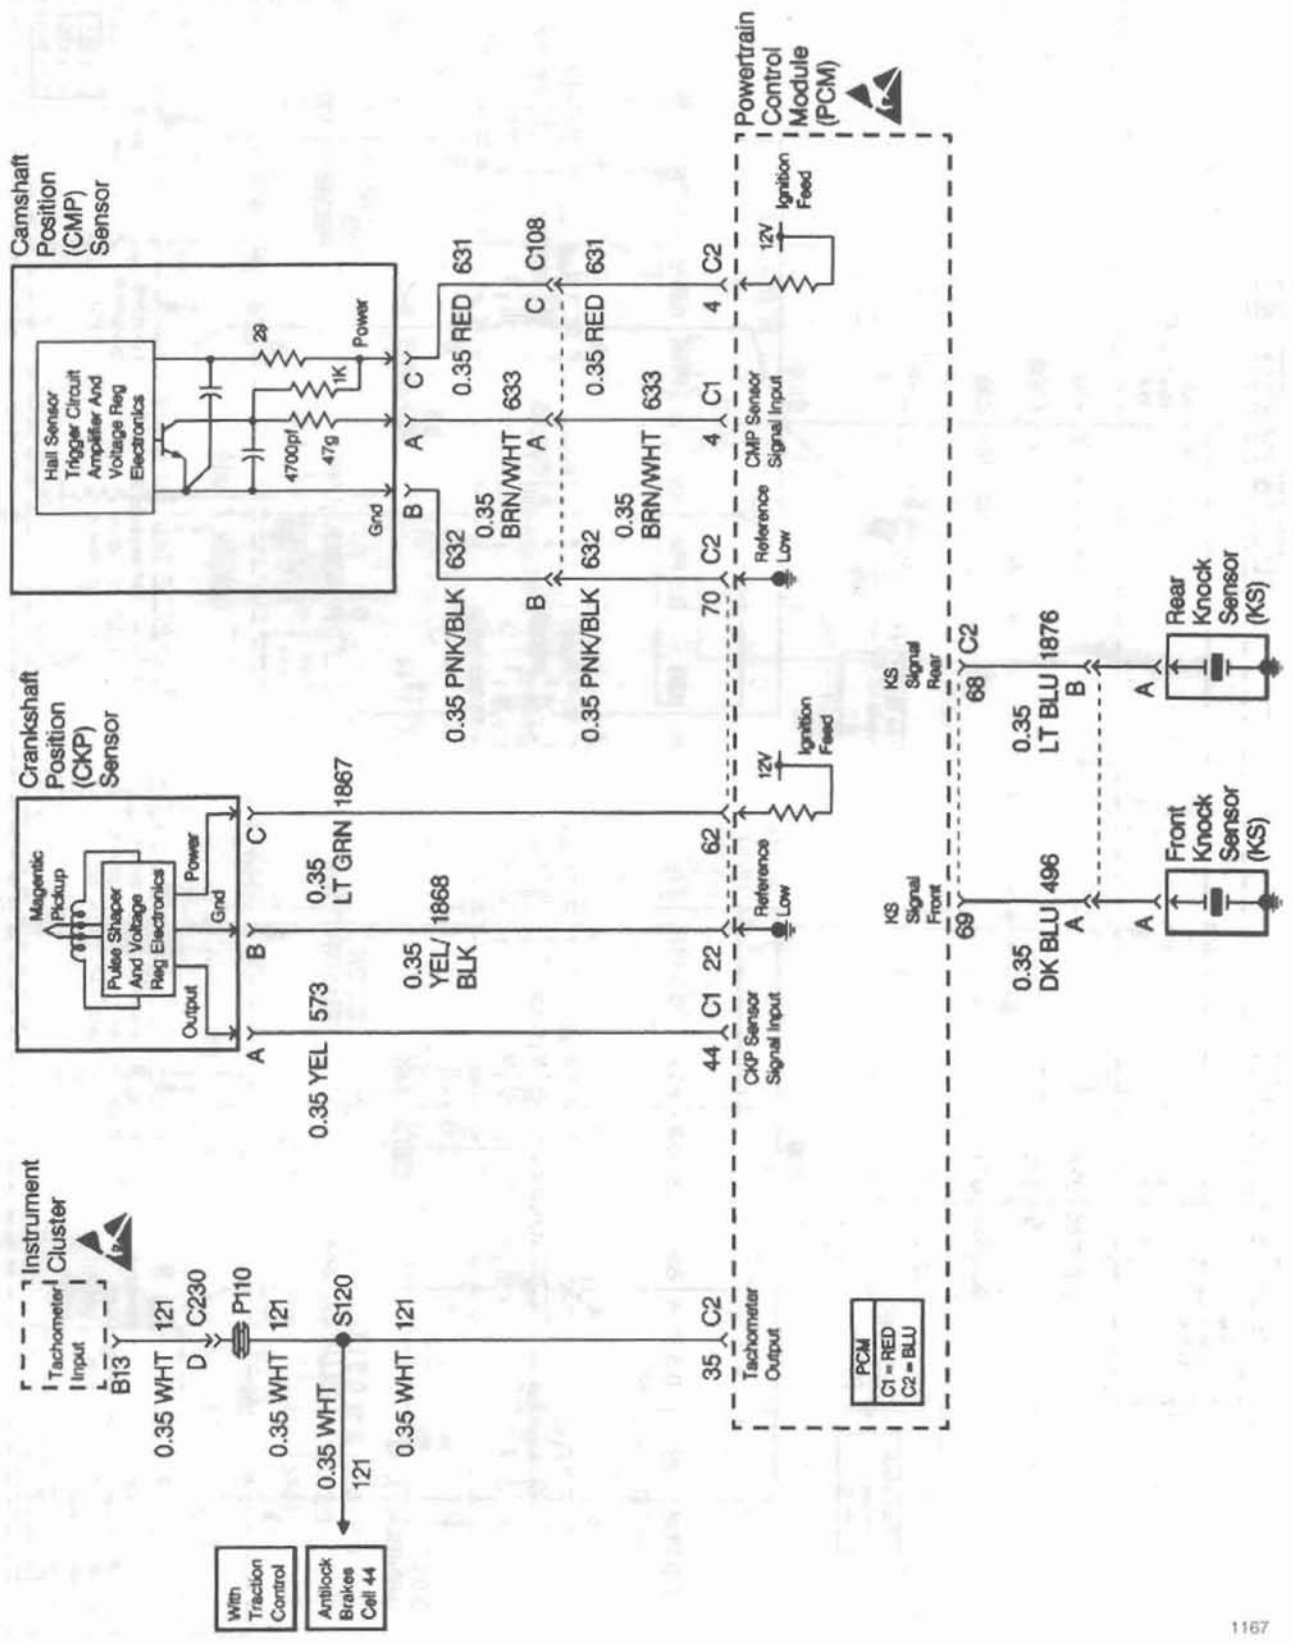 Instrument
Cluster
Tachometer
Input
B13
0.35 WHT 121
D C230
P110
0.35 WHT 121
S120
0.35 WHT
121
0.35 WHT 121
With
Traction
Control
Antilock
Brakes
Cell 44
35 C2
Tachometer
Output
Crankshaft
Position
(CKP)
Sensor
Magentic
Pickup
Pulse Shaper
And Voltage
Reg Electronics
Output
Gnd
Power
A
B
C
0.35 YEL 573
0.35
YEL/
BLK 1868
0.35
LT GRN 1867
44 C1
22
62
CKP Sensor
Signal Input
Reference
Low
12V
Ignition
Feed
Camshaft
Position
(CMP)
Sensor
Hall Sensor
Trigger Circuit
Amplifier And
Voltage Reg
Electronics
4700pf
47g
1K
29
Gnd
Power
B
A
C
0.35 PNK/BLK 632
0.35
BRN/WHT 633
0.35 RED 631
B
A
C C108
0.35 PNK/BLK 632
0.35
BRN/WHT 633
0.35 RED 631
70 C2
4 C1
4 C2
Reference
Low
CMP Sensor
Signal Input
12V
Ignition
Feed
Powertrain
Control
Module
(PCM)
PCM
C1 = RED
C2 = BLU
KS
Signal
Front
KS
Signal
Rear
69
68 C2
0.35
DK BLU 496
0.35
LT BLU 1876
A
B
A
A
Front
Knock
Sensor
(KS)
Rear
Knock
Sensor
(KS)
1167